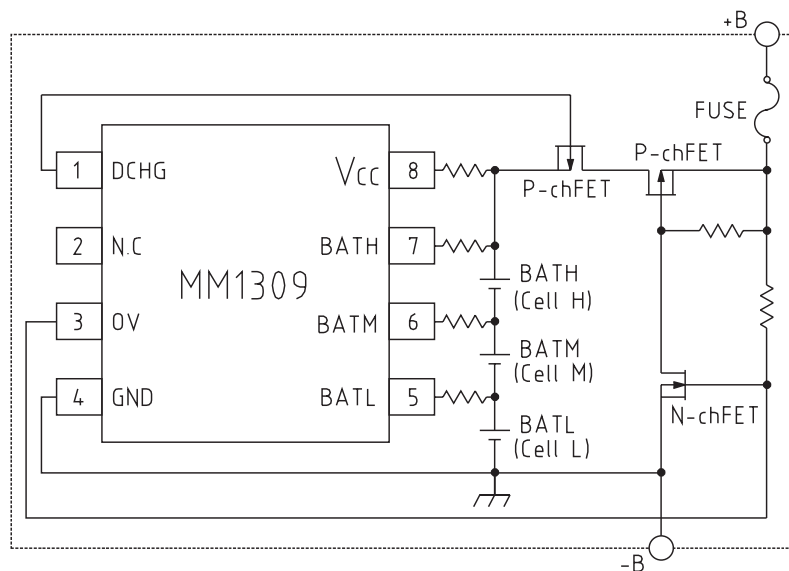 +B
FUSE
P-chFET
P-chFET
1 DCHG
VCC 8
2 N.C
BATH 7
MM1309
BATH
(Cell H)
3 OV
BATM 6
BATM
(Cell M)
4 GND
BATL 5
N-chFET
BATL
(Cell L)
-B